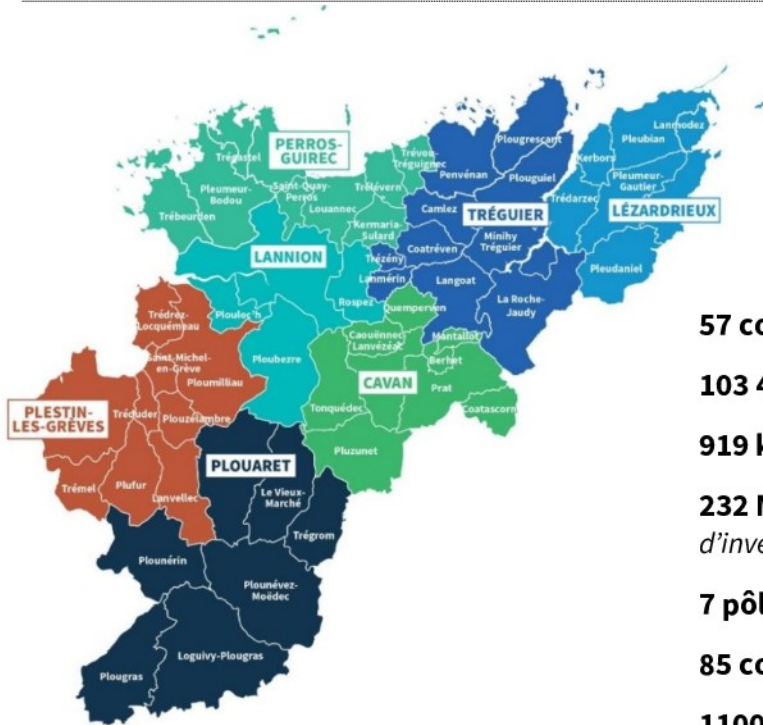 PERROS-
GUIREC
Trégastel
Pleumeur-
Bodou
Saint-Quay-
Perros
Louannec
Trébeurden
Trévou-
Tréguignec
Trélévern
Kermaria-
Sulard
LANNION
Rospez
Ploulec'h
Ploubezre
Plougrescant
Penvénan
Plouguiel
Camlez
TRÉGUIER
Minihy
Tréguier
Coatréven
Trézény
Lanmérin
Langoat
La Roche-
Jaudy
Lanmodez
Pleubian
Kerbors
Pleumeur-
Gautier
Trédarzec
LÉZARDRIEUX
Pleudaniel
Quemperven
Caouënnec
Lanvézéac
Mantallot
Berhet
CAVAN
Prat
Coatascorn
Tonquédec
Pluzunet
Trédrez-
Locquémeau
Saint-Michel-
en-Grève
Ploumilliau
PLESTIN-
LES-GRÈVES
Tréduder
Plouzélambre
Trémel
Plufur
Lanvellec
PLOUARET
Le Vieux-
Marché
Trégrom
Plounérin
Plounévez-
Moëdec
Loguivy-Plougras
Plougras
57 co
103 4
919 k
232 M
d'inve
7 pôl
85 co
1100